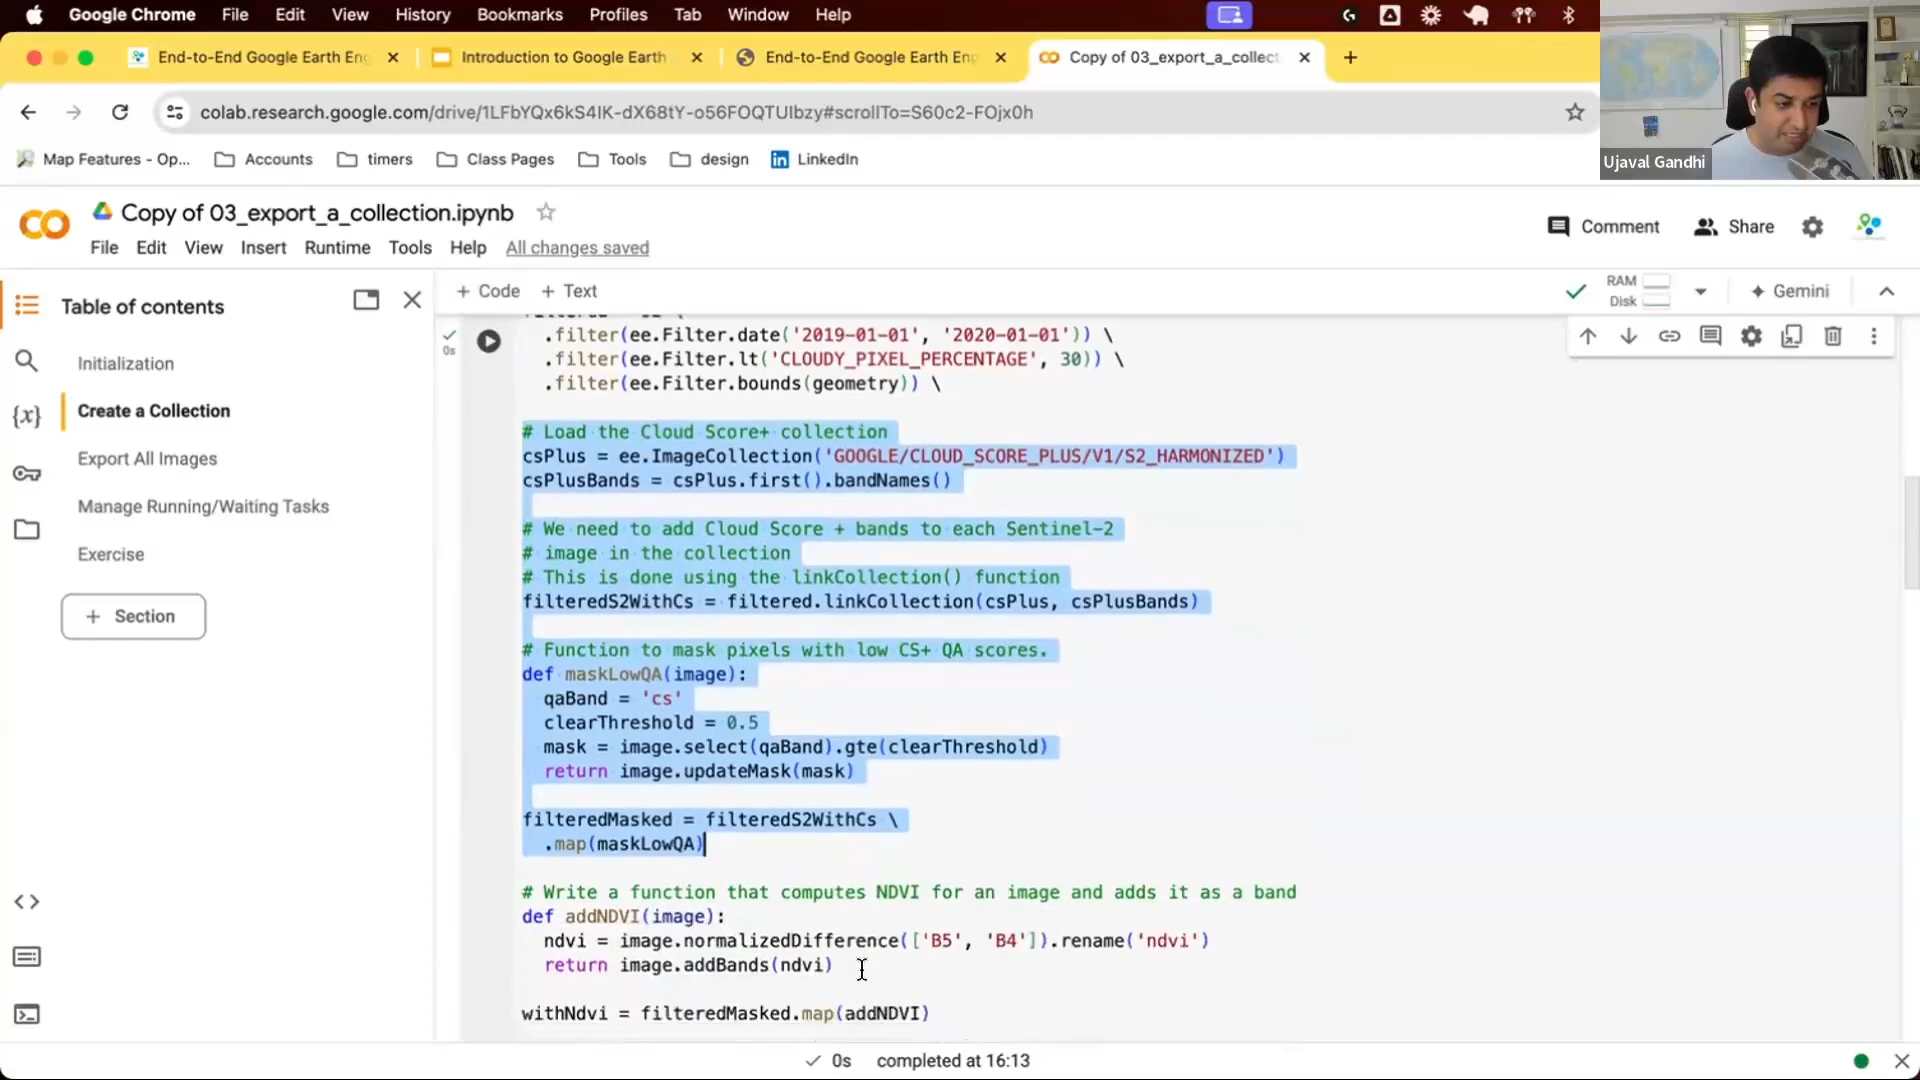 Google Chrome File Edit View History Bookmarks Profiles Tab Window Help
End-to-End Google Earth Eng
Introduction to Google Earth
End-to-End Google Earth Eng
Copy of 03_export_a_collect
colab.research.google.com/drive/1LFbYQx6kS4IK-dX68tY-o56FOQTUIbzy#scrollTo=S60c2-FOjx0h
Map Features - Op... Accounts timers Class Pages Tools design LinkedIn
Ujaval Gandhi
Copy of 03_export_a_collection.ipynb
Comment Share
File Edit View Insert Runtime Tools Help All changes saved
Table of contents
+ Code + Text
RAM
Disk
Gemini
Initialization
Create a Collection
Export All Images
Manage Running/Waiting Tasks
Exercise
+ Section
{x}
0s
.filter(ee.Filter.date('2019-01-01', '2020-01-01')) \
.filter(ee.Filter.lt('CLOUDY_PIXEL_PERCENTAGE', 30)) \
.filter(ee.Filter.bounds(geometry)) \
# Load the Cloud Score+ collection
csPlus = ee.ImageCollection('GOOGLE/CLOUD_SCORE_PLUS/V1/S2_HARMONIZED')
csPlusBands = csPlus.first().bandNames()
# We need to add Cloud Score + bands to each Sentinel-2
# image in the collection
# This is done using the linkCollection() function
filteredS2WithCs = filtered.linkCollection(csPlus, csPlusBands)
# Function to mask pixels with low CS+ QA scores.
def maskLowQA(image):
qaBand = 'cs'
clearThreshold = 0.5
mask = image.select(qaBand).gte(clearThreshold)
return image.updateMask(mask)
filteredMasked = filteredS2WithCs \
.map(maskLowQA)
# Write a function that computes NDVI for an image and adds it as a band
def addNDVI(image):
ndvi = image.normalizedDifference(['B5', 'B4']).rename('ndvi')
return image.addBands(ndvi)
withNdvi = filteredMasked.map(addNDVI)
0s completed at 16:13